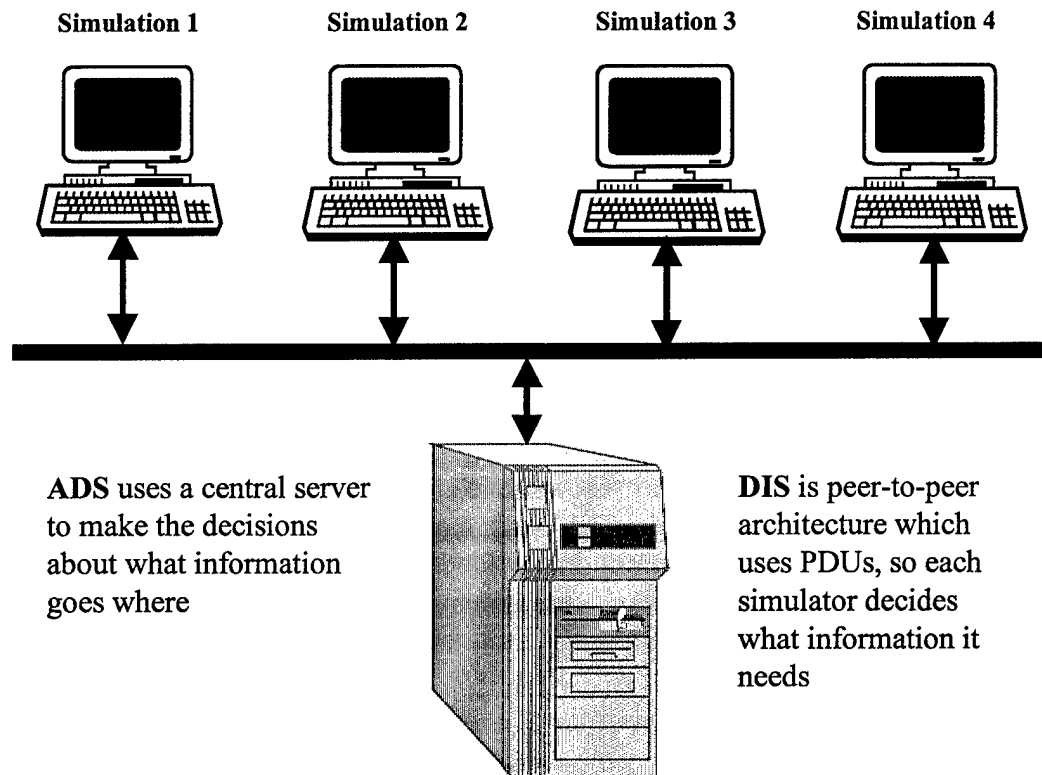 Simulation 1
Simulation 2
Simulation 3
Simulation 4
ADS uses a central server
to make the decisions
about what information
goes where
DIS is peer-to-peer
architecture which
uses PDUs, so each
simulator decides
what information it
needs